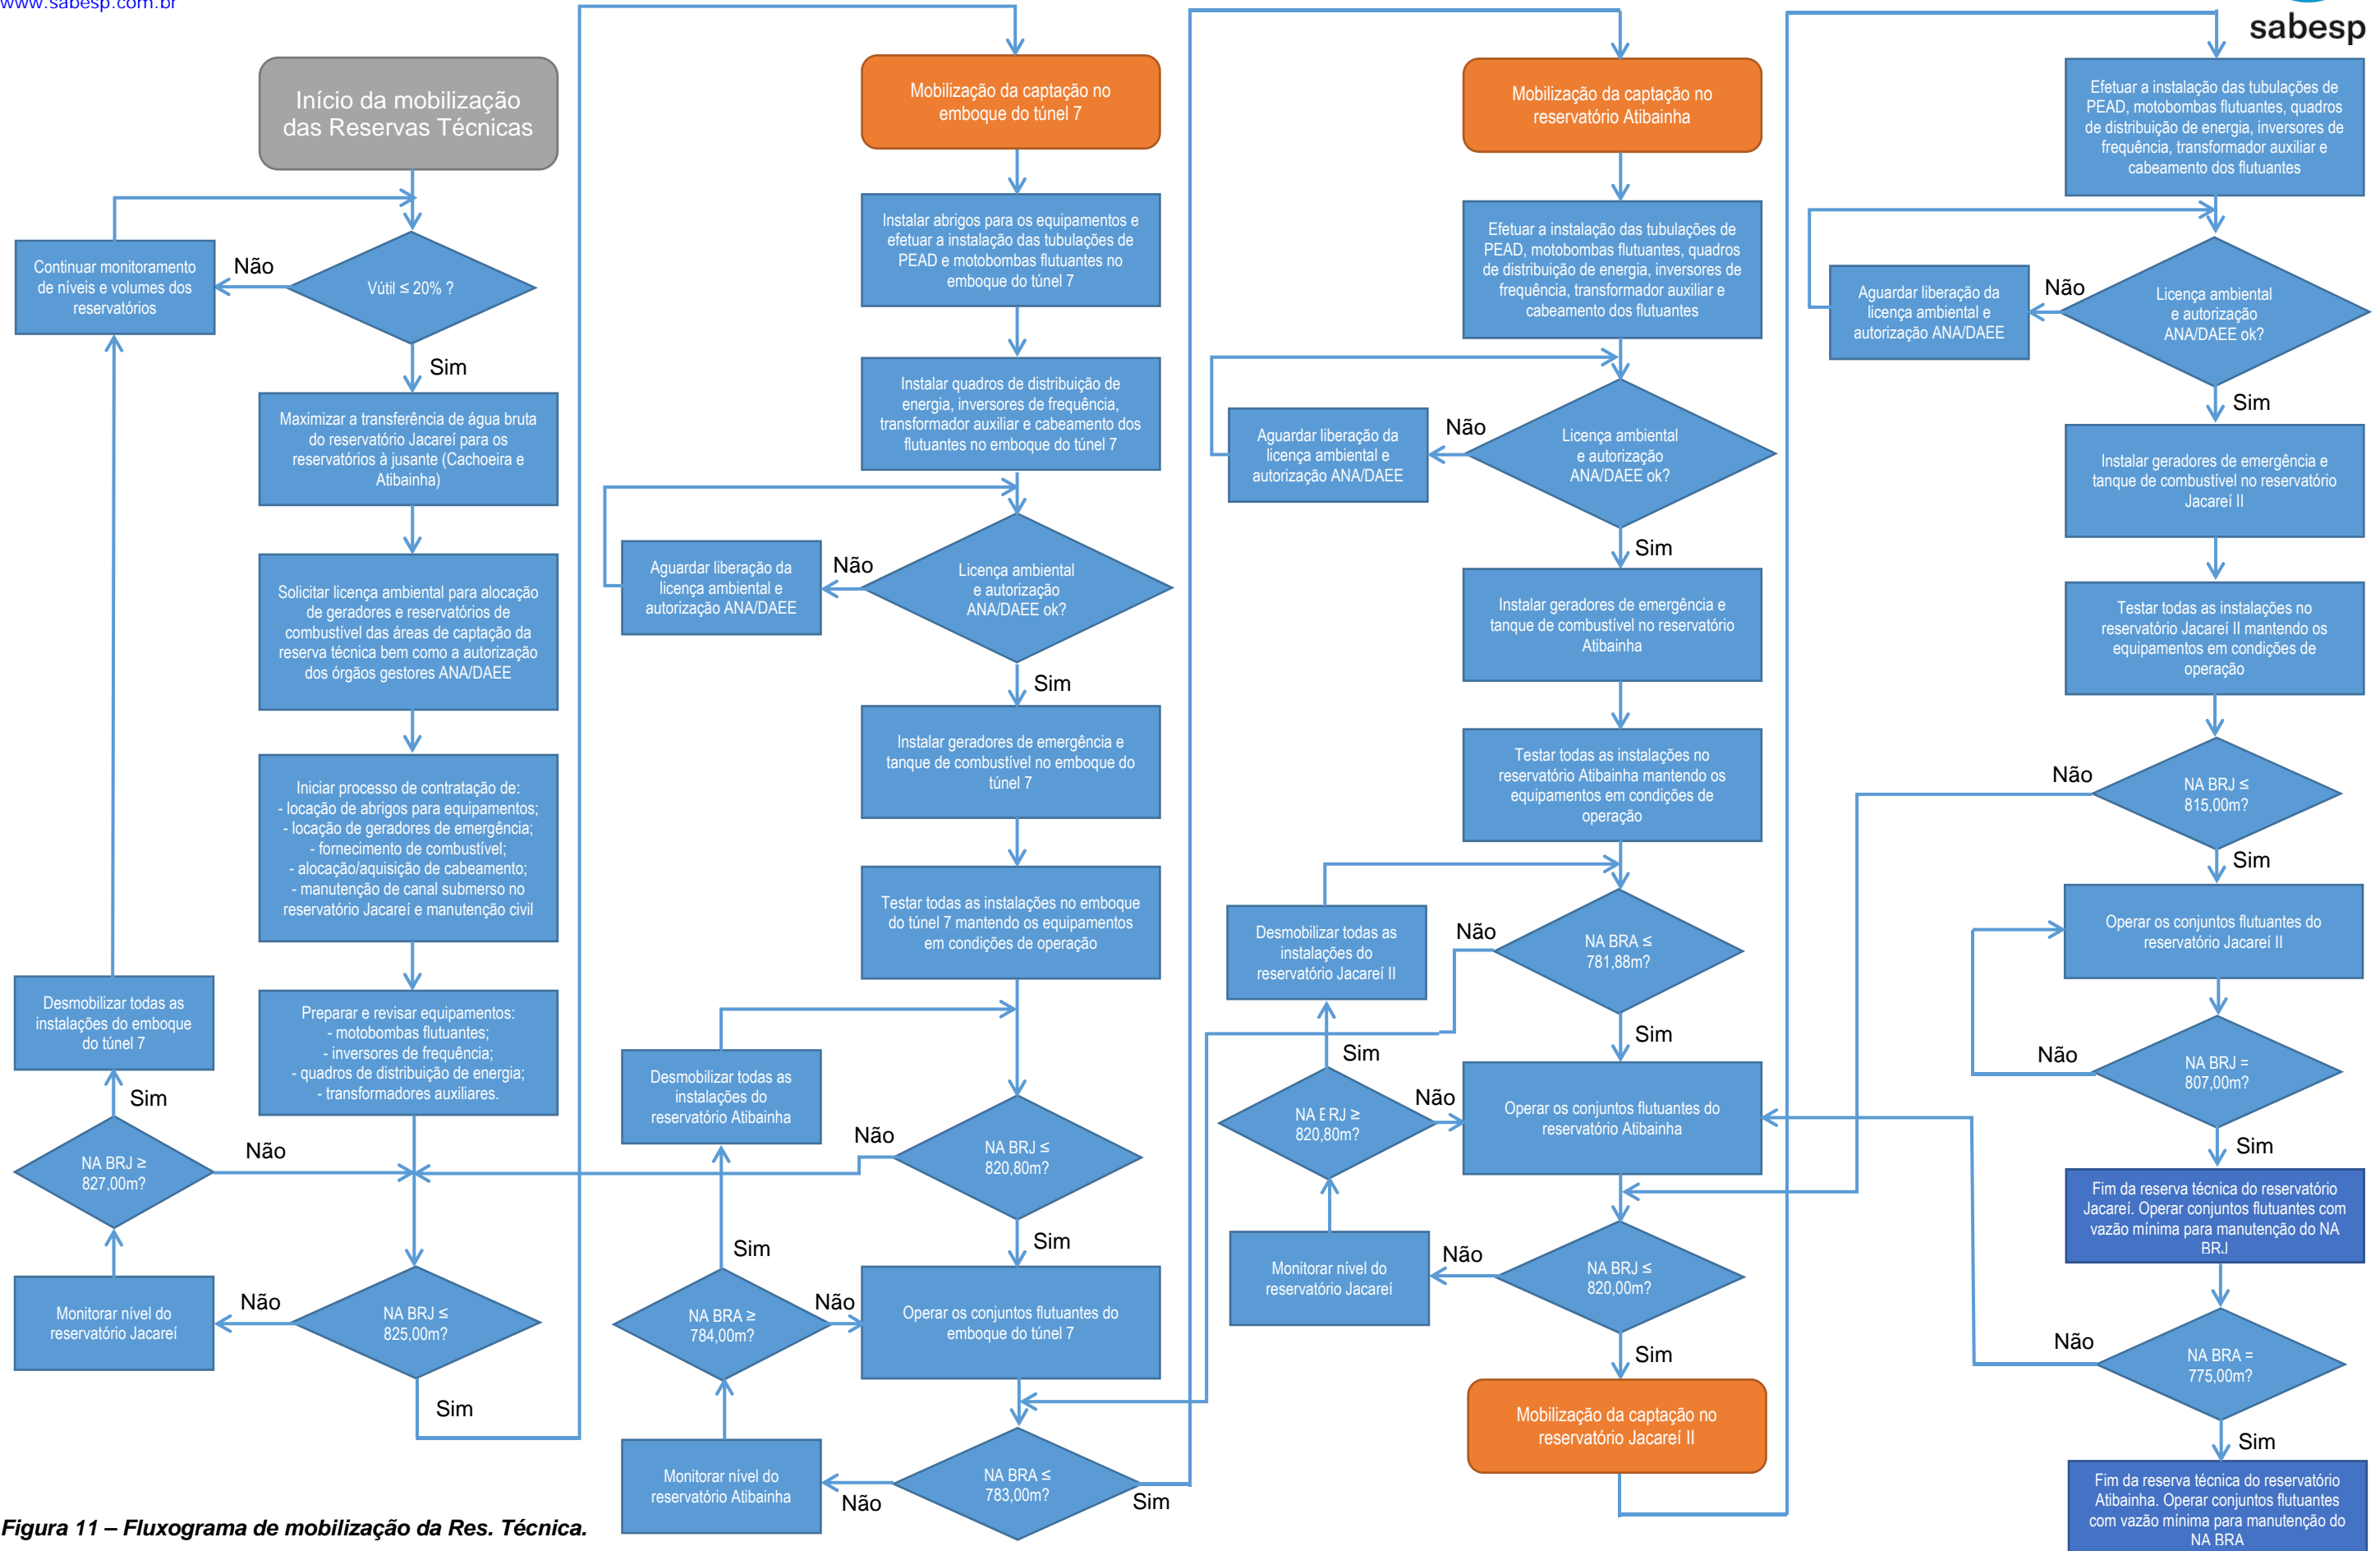 www.sabesp.com.br
sabesp
Início da mobilização
das Reservas Técnicas
Continuar monitoramento
de níveis e volumes dos
reservatórios
Não
Vútil ≤ 20% ?
Sim
Maximizar a transferência de água bruta
do reservatório Jacareí para os
reservatórios à jusante (Cachoeira e
Atibainha)
Solicitar licença ambiental para alocação
de geradores e reservatórios de
combustível das áreas de captação da
reserva técnica bem como a autorização
dos órgãos gestores ANA/DAEE
Iniciar processo de contratação de:
- locação de abrigos para equipamentos;
- locação de geradores de emergência;
- fornecimento de combustível;
- alocação/aquisição de cabeamento;
- manutenção de canal submerso no
reservatório Jacareí e manutenção civil
Desmobilizar todas as
instalações do emboque
do túnel 7
Preparar e revisar equipamentos:
- motobombas flutuantes;
- inversores de frequência;
- quadros de distribuição de energia;
- transformadores auxiliares.
Sim
NA BRJ ≥
827,00m?
Não
Monitorar nível do
reservatório Jacareí
Não
NA BRJ ≤
825,00m?
Sim
Mobilização da captação no
emboque do túnel 7
Instalar abrigos para os equipamentos e
efetuar a instalação das tubulações de
PEAD e motobombas flutuantes no
emboque do túnel 7
Instalar quadros de distribuição de
energia, inversores de frequência,
transformador auxiliar e cabeamento dos
flutuantes no emboque do túnel 7
Aguardar liberação da
licença ambiental e
autorização ANA/DAEE
Não
Licença ambiental
e autorização
ANA/DAEE ok?
Sim
Instalar geradores de emergência e
tanque de combustível no emboque do
túnel 7
Testar todas as instalações no emboque
do túnel 7 mantendo os equipamentos
em condições de operação
Desmobilizar todas as
instalações do
reservatório Atibainha
Não
NA BRJ ≤
820,80m?
Sim
Sim
NA BRA ≥
784,00m?
Não
Operar os conjuntos flutuantes do
emboque do túnel 7
Monitorar nível do
reservatório Atibainha
Não
NA BRA ≤
783,00m?
Sim
Mobilização da captação no
reservatório Atibainha
Efetuar a instalação das tubulações de
PEAD, motobombas flutuantes, quadros
de distribuição de energia, inversores de
frequência, transformador auxiliar e
cabeamento dos flutuantes
Aguardar liberação da
licença ambiental e
autorização ANA/DAEE
Não
Licença ambiental
e autorização
ANA/DAEE ok?
Sim
Instalar geradores de emergência e
tanque de combustível no reservatório
Atibainha
Testar todas as instalações no
reservatório Atibainha mantendo os
equipamentos em condições de
operação
Desmobilizar todas as
instalações do
reservatório Jacareí II
Não
NA BRA ≤
781,88m?
Sim
Sim
NA BRJ ≥
820,80m?
Não
Operar os conjuntos flutuantes do
reservatório Atibainha
Monitorar nível do
reservatório Jacareí
Não
NA BRJ ≤
820,00m?
Sim
Mobilização da captação no
reservatório Jacareí II
Efetuar a instalação das tubulações de
PEAD, motobombas flutuantes, quadros
de distribuição de energia, inversores de
frequência, transformador auxiliar e
cabeamento dos flutuantes
Aguardar liberação da
licença ambiental e
autorização ANA/DAEE
Não
Licença ambiental
e autorização
ANA/DAEE ok?
Sim
Instalar geradores de emergência e
tanque de combustível no reservatório
Jacareí II
Testar todas as instalações no
reservatório Jacareí II mantendo os
equipamentos em condições de
operação
Não
NA BRJ ≤
815,00m?
Sim
Operar os conjuntos flutuantes do
reservatório Jacareí II
Não
NA BRJ =
807,00m?
Sim
Fim da reserva técnica do reservatório
Jacareí. Operar conjuntos flutuantes com
vazão mínima para manutenção do NA
BRJ
Não
NA BRA =
775,00m?
Sim
Fim da reserva técnica do reservatório
Atibainha. Operar conjuntos flutuantes
com vazão mínima para manutenção do
NA BRA
Figura 11 – Fluxograma de mobilização da Res. Técnica.